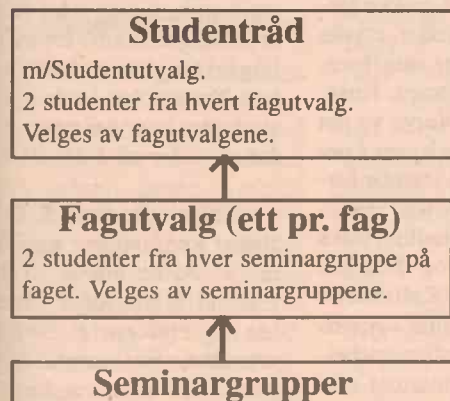 Studentråd
m/Studentutvalg.
2 studenter fra hvert fagutvalg.
Velges av fagutvalgene.
Fagutvalg (ett pr. fag)
2 studenter fra hver seminargruppe på
faget. Velges av seminargruppene.
Seminargrupper